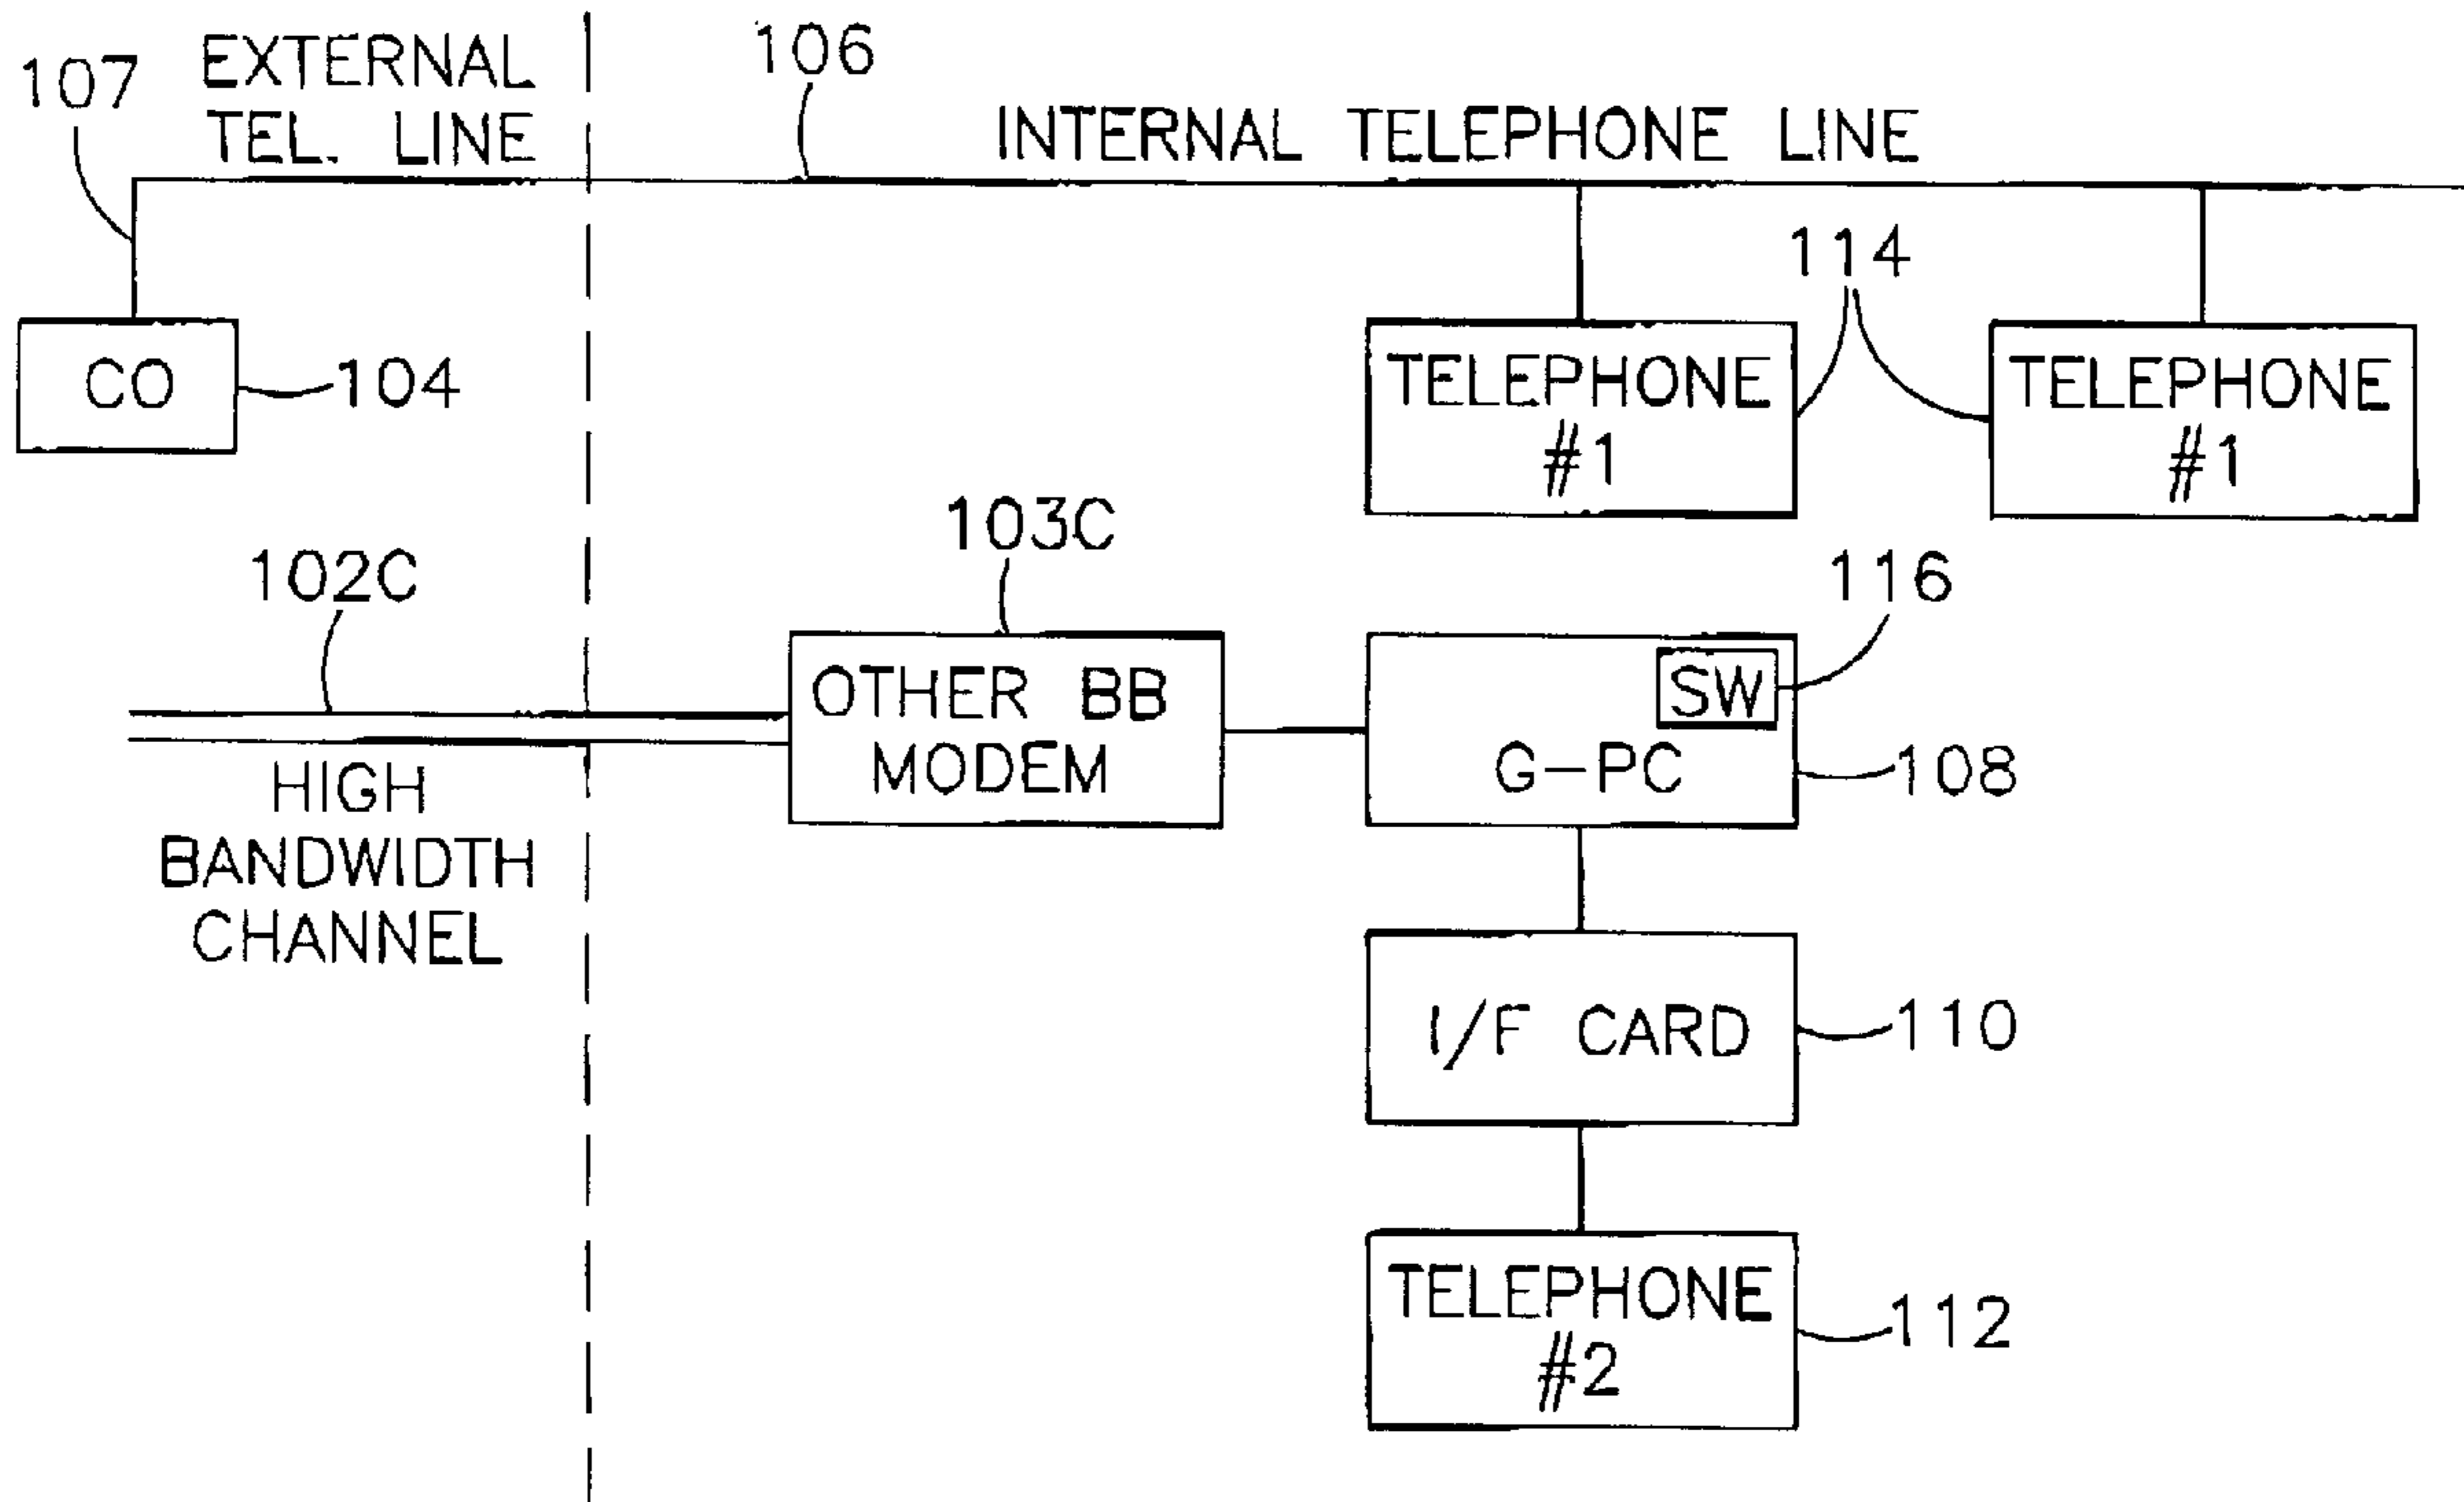 107
EXTERNAL
TEL. LINE
106
INTERNAL TELEPHONE LINE
114
CO
104
TELEPHONE
#1
TELEPHONE
#1
102C
103C
116
OTHER BB
MODEM
SW
G-PC
108
HIGH
BANDWIDTH
CHANNEL
I/F CARD
110
TELEPHONE
#2
112